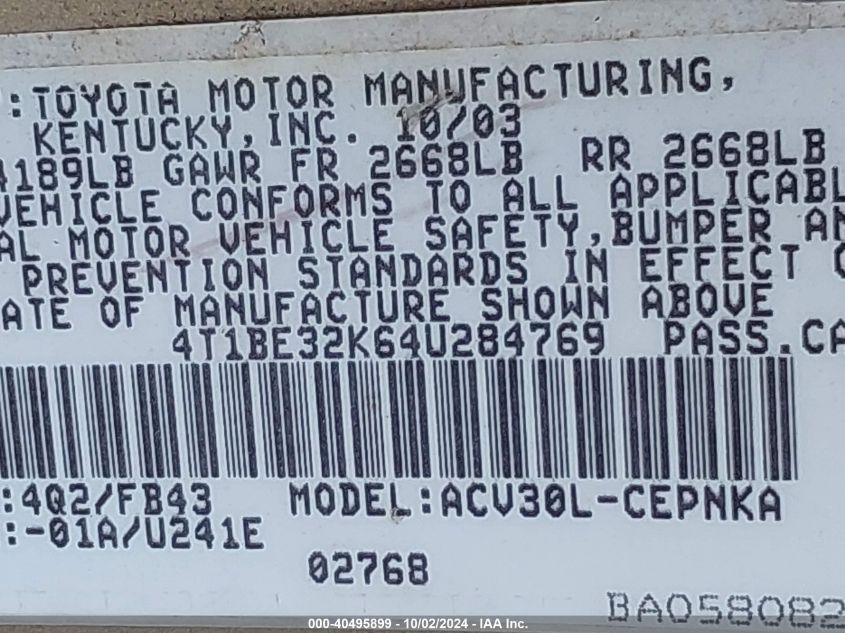 :TOYOTA MOTOR MANUFACTURING,
KENTUCKY,INC. 10/03
4189LB GAWR FR 2668LB RR 2668LB
VEHICLE CONFORMS TO ALL APPLICABL
AL MOTOR VEHICLE SAFETY,BUMPER AN
PREVENTION STANDARDS IN EFFECT O
ATE OF MANUFACTURE SHOWN ABOVE
4T1BE32K64U284769 PASS.CA
:4Q2/FB43 MODEL:ACV30L-CEPNKA
:-01A/U241E
02768
BA058082
000-40495899 - 10/02/2024 - IAA Inc.